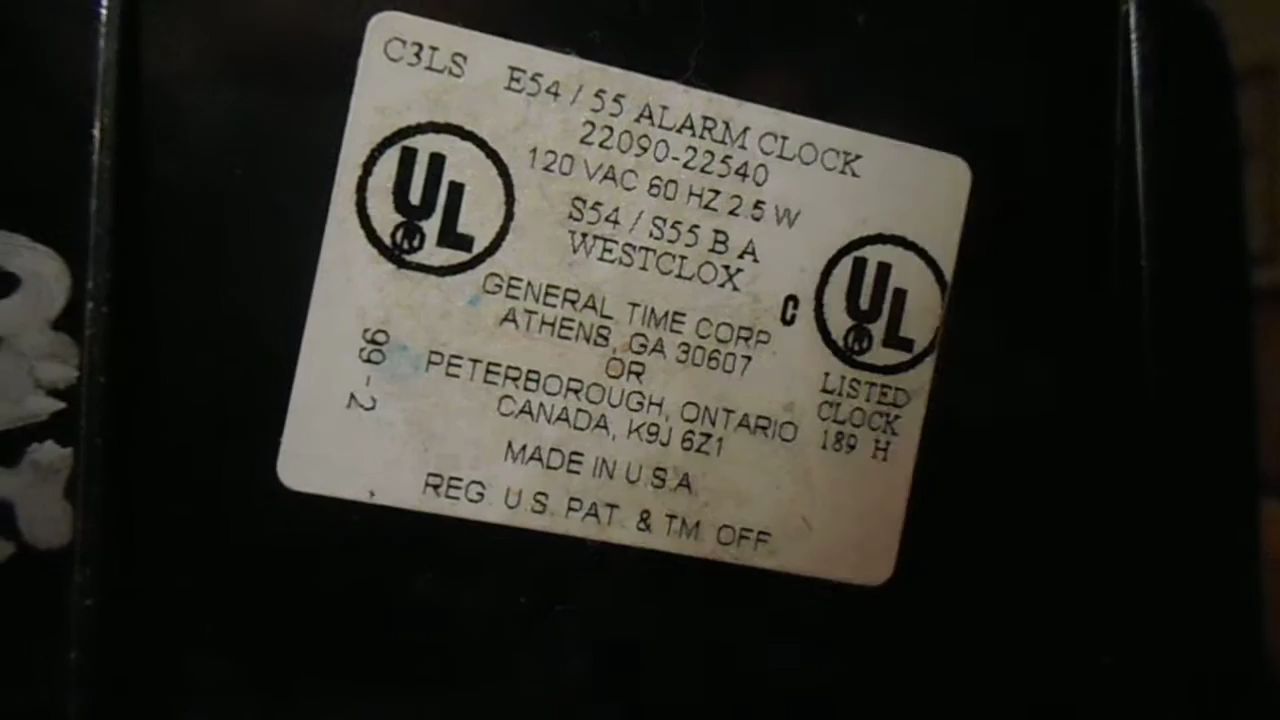 C3LS E54 / 55 ALARM CLOCK
22090-22540
120 VAC 60 HZ 2.5 W
S54 / S55 B A
WESTCLOX
UL
GENERAL TIME CORP.
ATHENS, GA 30607
OR
PETERBOROUGH, ONTARIO
CANADA, K9J 6Z1
MADE IN U.S.A.
REG. U.S. PAT. & TM. OFF.
99-2
C UL
LISTED
CLOCK
189 H